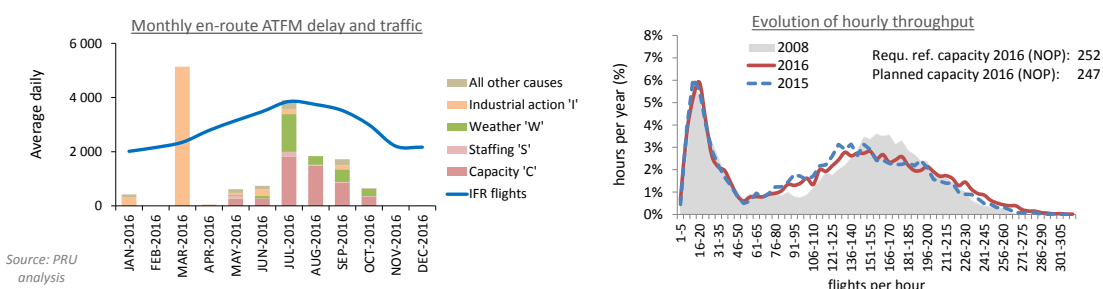 Monthly en-route ATFM delay and traffic
6 000
4 000
2 000
0
Average daily
JAN-2016
FEB-2016
MAR-2016
APR-2016
MAY-2016
JUN-2016
JUL-2016
AUG-2016
SEP-2016
OCT-2016
NOV-2016
DEC-2016
All other causes
Industrial action 'I'
Weather 'W'
Staffing 'S'
Capacity 'C'
IFR flights
Source: PRU
analysis
Evolution of hourly throughput
8%
7%
6%
5%
4%
3%
2%
1%
0%
hours per year (%)
2008
2016
2015
Requ. ref. capacity 2016 (NOP): 252
Planned capacity 2016 (NOP): 247
1-5
16-20
31-35
46-50
61-65
76-80
91-95
106-110
121-125
136-140
151-155
166-170
181-185
196-200
211-215
226-230
241-245
256-260
271-275
286-290
301-305
flights per hour